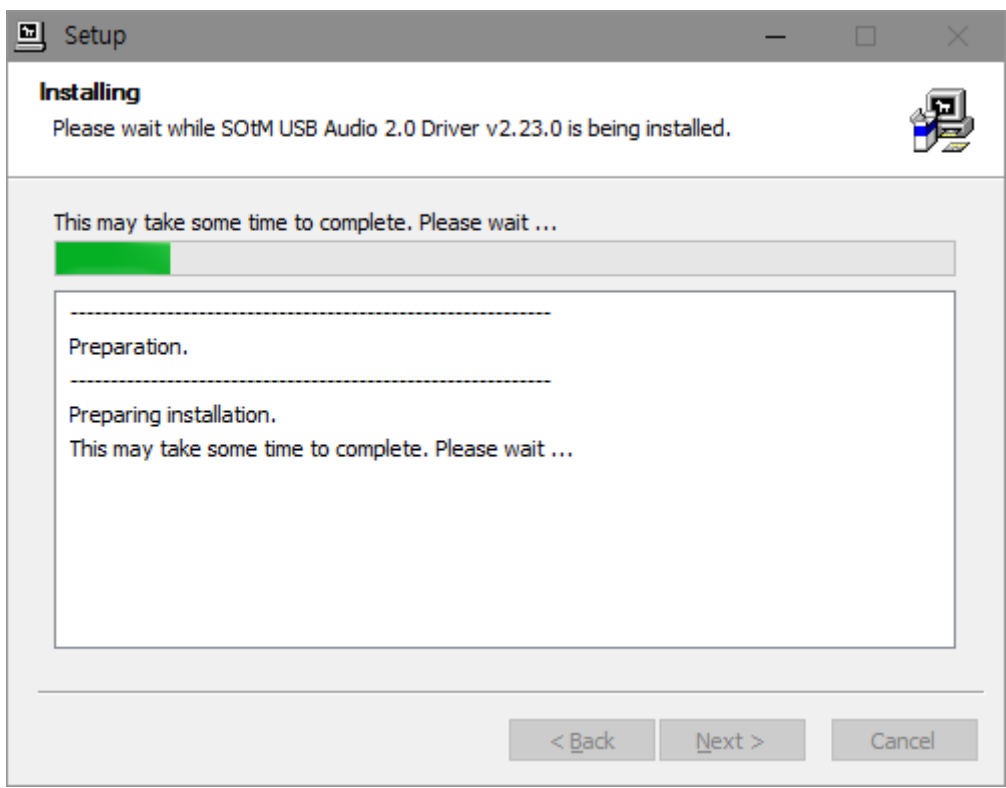 Setup
Installing
Please wait while SOtM USB Audio 2.0 Driver v2.23.0 is being installed.
This may take some time to complete. Please wait ...
------------------------------------------------------------
Preparation.
------------------------------------------------------------
Preparing installation.
This may take some time to complete. Please wait ...
< Back
Next >
Cancel